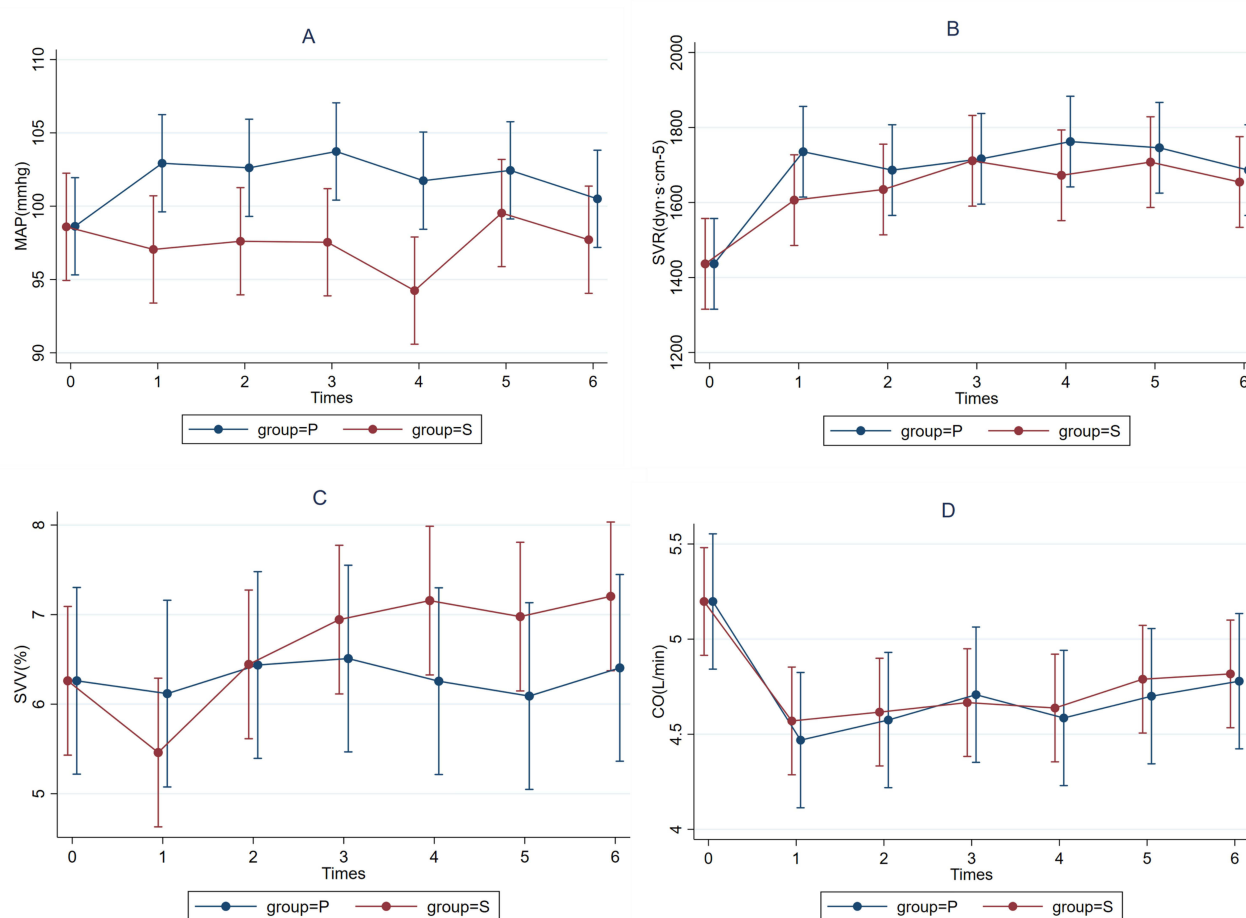 A
MAP(mmhg)
110
105
100
95
90
0 1 2 3 4 5 6
Times
group=P group=S
B
SVR(dyn·s·cm-5)
2000
1800
1600
1400
1200
0 1 2 3 4 5 6
Times
group=P group=S
C
SVV(%)
8
7
6
5
0 1 2 3 4 5 6
Times
group=P group=S
D
CO(L/min)
5.5
5
4.5
4
0 1 2 3 4 5 6
Times
group=P group=S